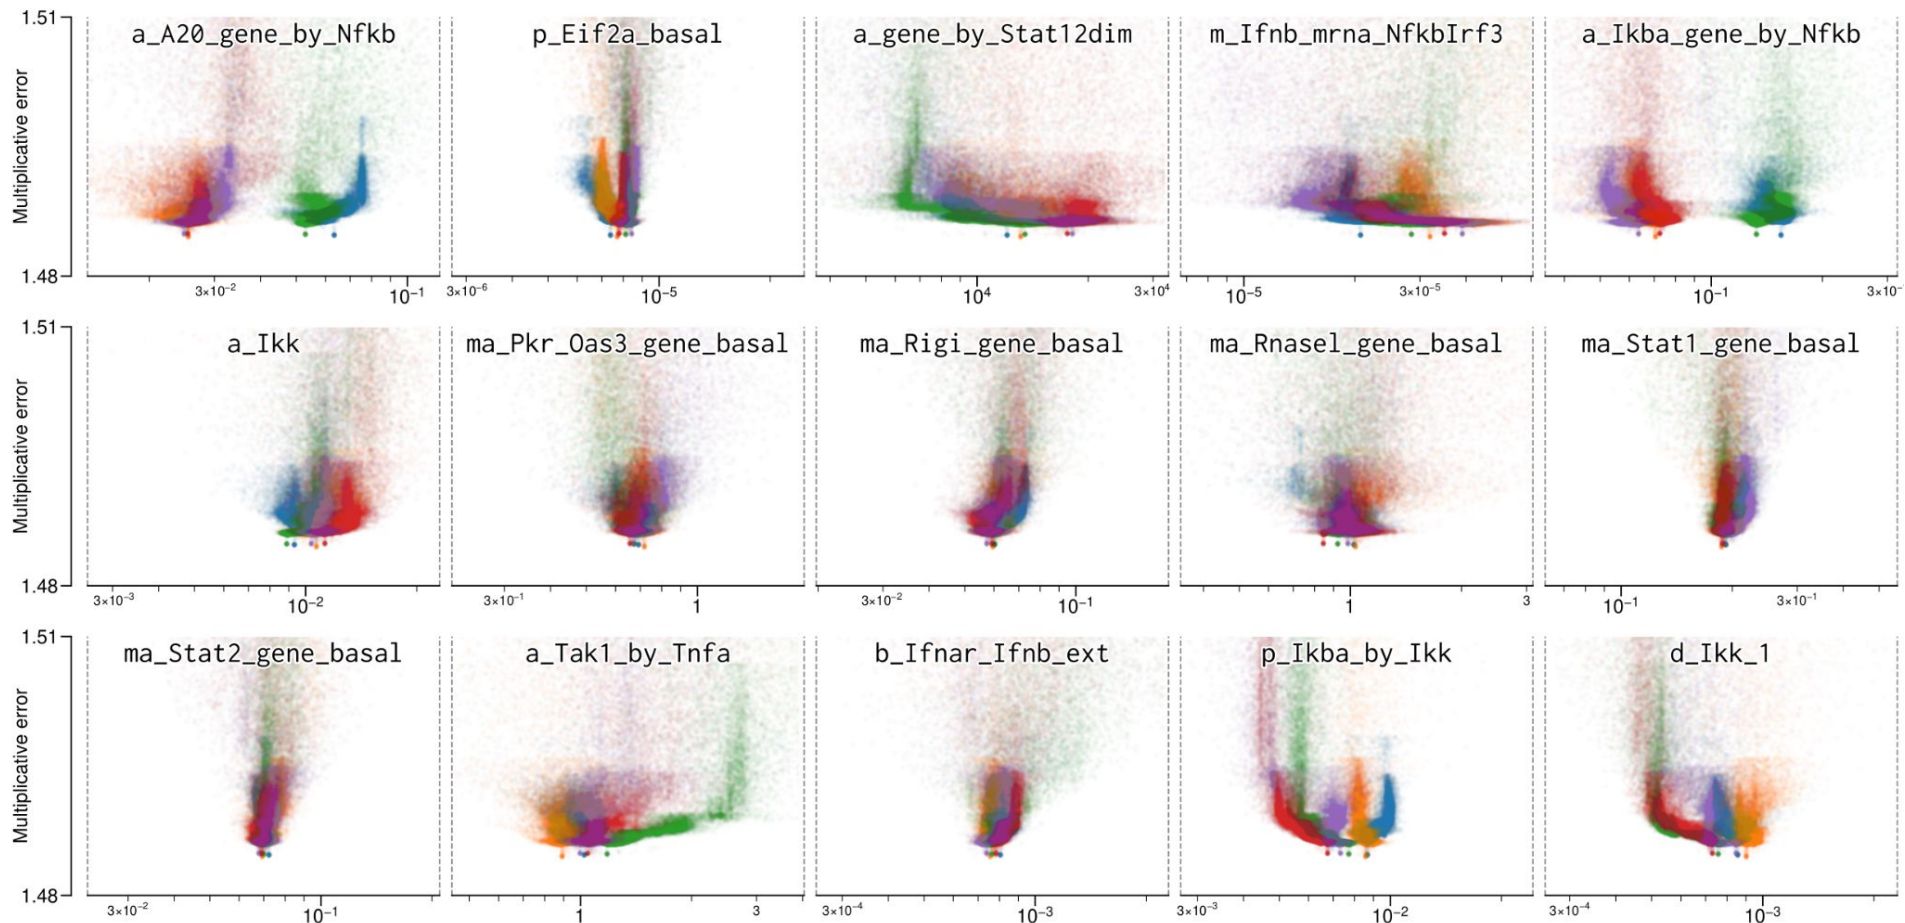 1.51
Multiplicative error
1.48
a_A20_gene_by_Nfkb
3×10⁻²
10⁻¹
p_Eif2a_basal
3×10⁻⁶
10⁻⁵
a_gene_by_Stat12dim
10⁴
3×10⁴
m_Ifnb_mrna_NfkbIrf3
10⁻⁵
3×10⁻⁵
a_Ikba_gene_by_Nfkb
10⁻¹
3×10⁻
1.51
Multiplicative error
1.48
a_Ikk
3×10⁻³
10⁻²
ma_Pkr_Oas3_gene_basal
3×10⁻¹
1
ma_Rigi_gene_basal
3×10⁻²
10⁻¹
ma_Rnasel_gene_basal
1
3
ma_Stat1_gene_basal
10⁻¹
3×10⁻¹
1.51
Multiplicative error
1.48
ma_Stat2_gene_basal
3×10⁻²
10⁻¹
a_Tak1_by_Tnfa
1
3
b_Ifnar_Ifnb_ext
3×10⁻⁴
10⁻³
p_Ikba_by_Ikk
3×10⁻³
10⁻²
d_Ikk_1
3×10⁻⁴
10⁻³